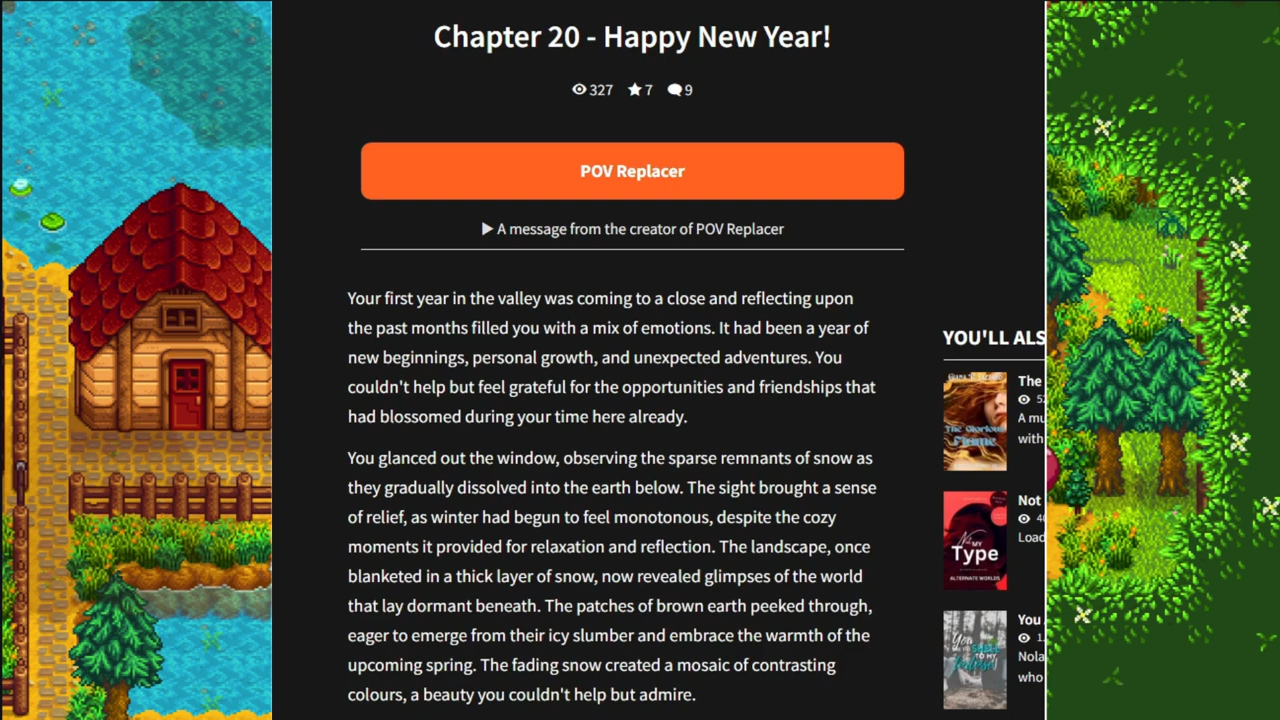 Chapter 20 - Happy New Year!
327 7 9
POV Replacer
A message from the creator of POV Replacer
Your first year in the valley was coming to a close and reflecting upon
the past months filled you with a mix of emotions. It had been a year of
new beginnings, personal growth, and unexpected adventures. You
couldn't help but feel grateful for the opportunities and friendships that
had blossomed during your time here already.
You glanced out the window, observing the sparse remnants of snow as
they gradually dissolved into the earth below. The sight brought a sense
of relief, as winter had begun to feel monotonous, despite the cozy
moments it provided for relaxation and reflection. The landscape, once
blanketed in a thick layer of snow, now revealed glimpses of the world
that lay dormant beneath. The patches of brown earth peeked through,
eager to emerge from their icy slumber and embrace the warmth of the
upcoming spring. The fading snow created a mosaic of contrasting
colours, a beauty you couldn't help but admire.
YOU'LL ALS
The
A mu
with
The Glorious
Flame
Not
Load
Not MY
Type
ALTERNATE WORLDS
You
1.
Nola
who